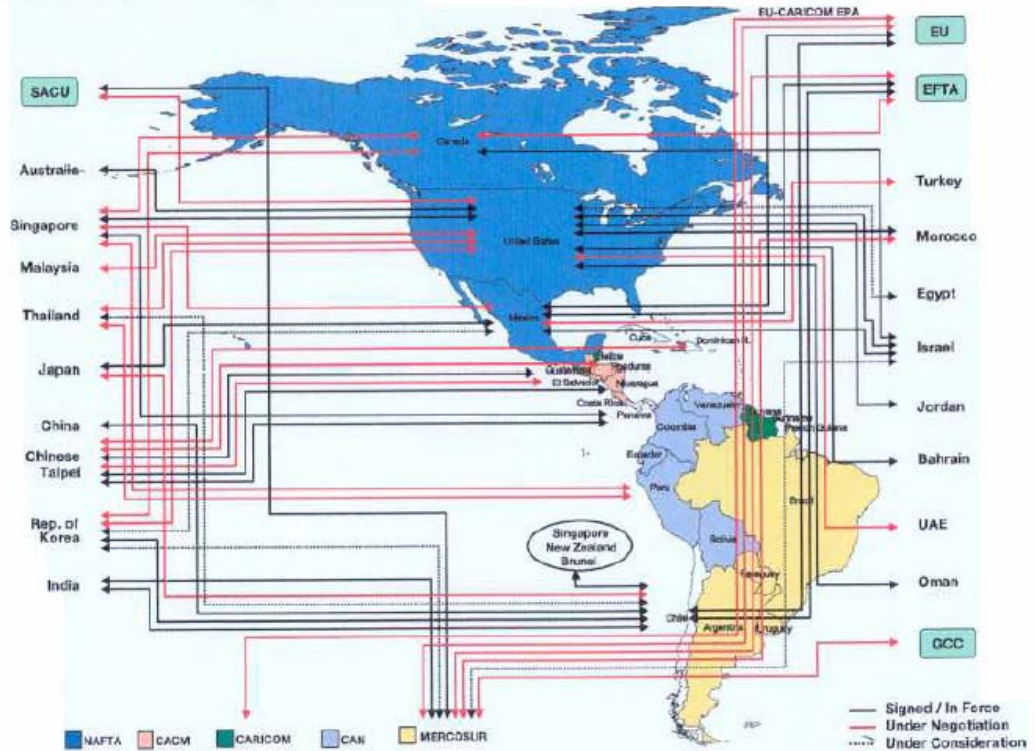 EU-CARICOM EPA
EU
SACU
EFTA
Canada
Australia-
Turkey
Singapore
United States
Morocco
Malaysia
Egypt
Thailand
Mexico
Cuba
Dominican R.
Israel
Belize
Japan
Guatemala
Honduras
El Salvador
Nicaragua
Costa Rica
Panama
Venezuela
Guyana
Suriname
French Guiana
Jordan
China
Colombia
Chinese
Taipei
Ecuador
Bahrain
Peru
Brazil
Rep. of
Korea
Singapore
New Zealand
Brunei
Bolivia
UAE
India
Paraguay
Oman
Chile
Argentina
Uruguay
GCC
Signed / In Force
Under Negotiation
Under Consideration
NAFTA
CACM
CARICOM
CAN
MERCOSUR